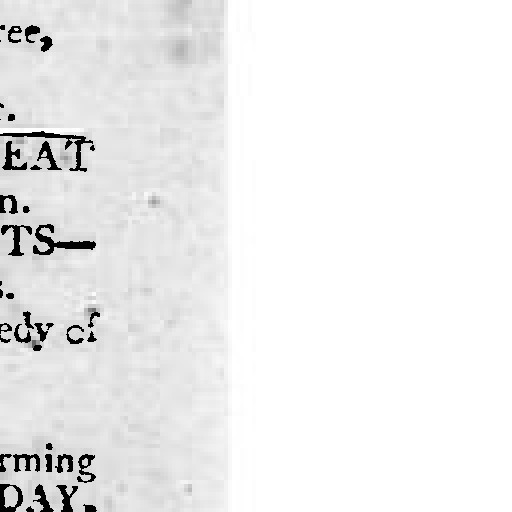 ree,
r.
EAT
n.
TS—
s.
edy of
rming
DAY,